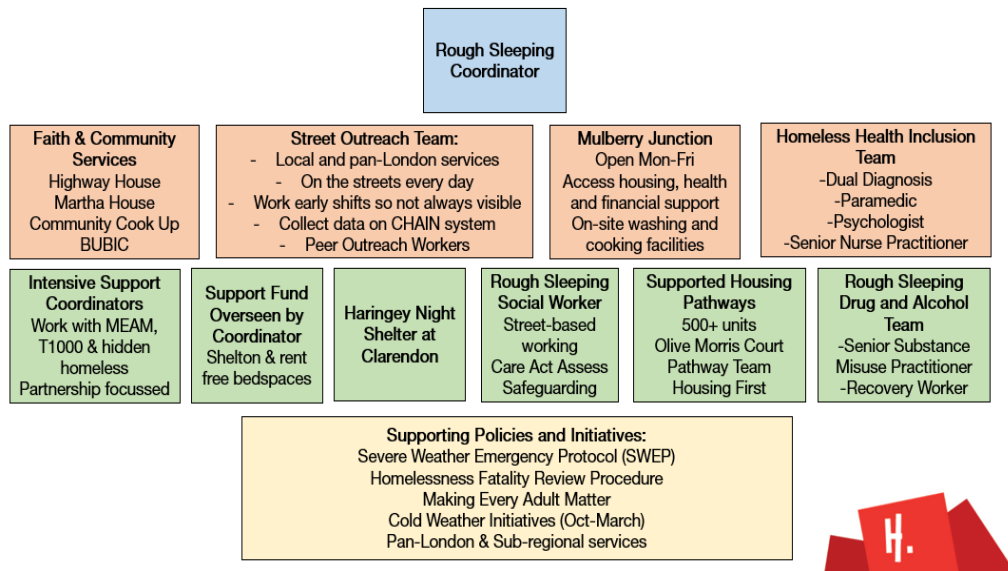 Rough Sleeping
Coordinator
Faith & Community
Services
Highway House
Martha House
Community Cook Up
BUBIC
Street Outreach Team:
- Local and pan-London services
- On the streets every day
- Work early shifts so not always visible
- Collect data on CHAIN system
- Peer Outreach Workers
Mulberry Junction
Open Mon-Fri
Access housing, health
and financial support
On-site washing and
cooking facilities
Homeless Health Inclusion
Team
-Dual Diagnosis
-Paramedic
-Psychologist
-Senior Nurse Practitioner
Intensive Support
Coordinators
Work with MEAM,
T1000 & hidden
homeless
Partnership focussed
Support Fund
Overseen by
Coordinator
Shelton & rent
free bedspaces
Haringey Night
Shelter at
Clarendon
Rough Sleeping
Social Worker
Street-based
working
Care Act Assess
Safeguarding
Supported Housing
Pathways
500+ units
Olive Morris Court
Pathway Team
Housing First
Rough Sleeping
Drug and Alcohol
Team
-Senior Substance
Misuse Practitioner
-Recovery Worker
Supporting Policies and Initiatives:
Severe Weather Emergency Protocol (SWEP)
Homelessness Fatality Review Procedure
Making Every Adult Matter
Cold Weather Initiatives (Oct-March)
Pan-London & Sub-regional services
H.